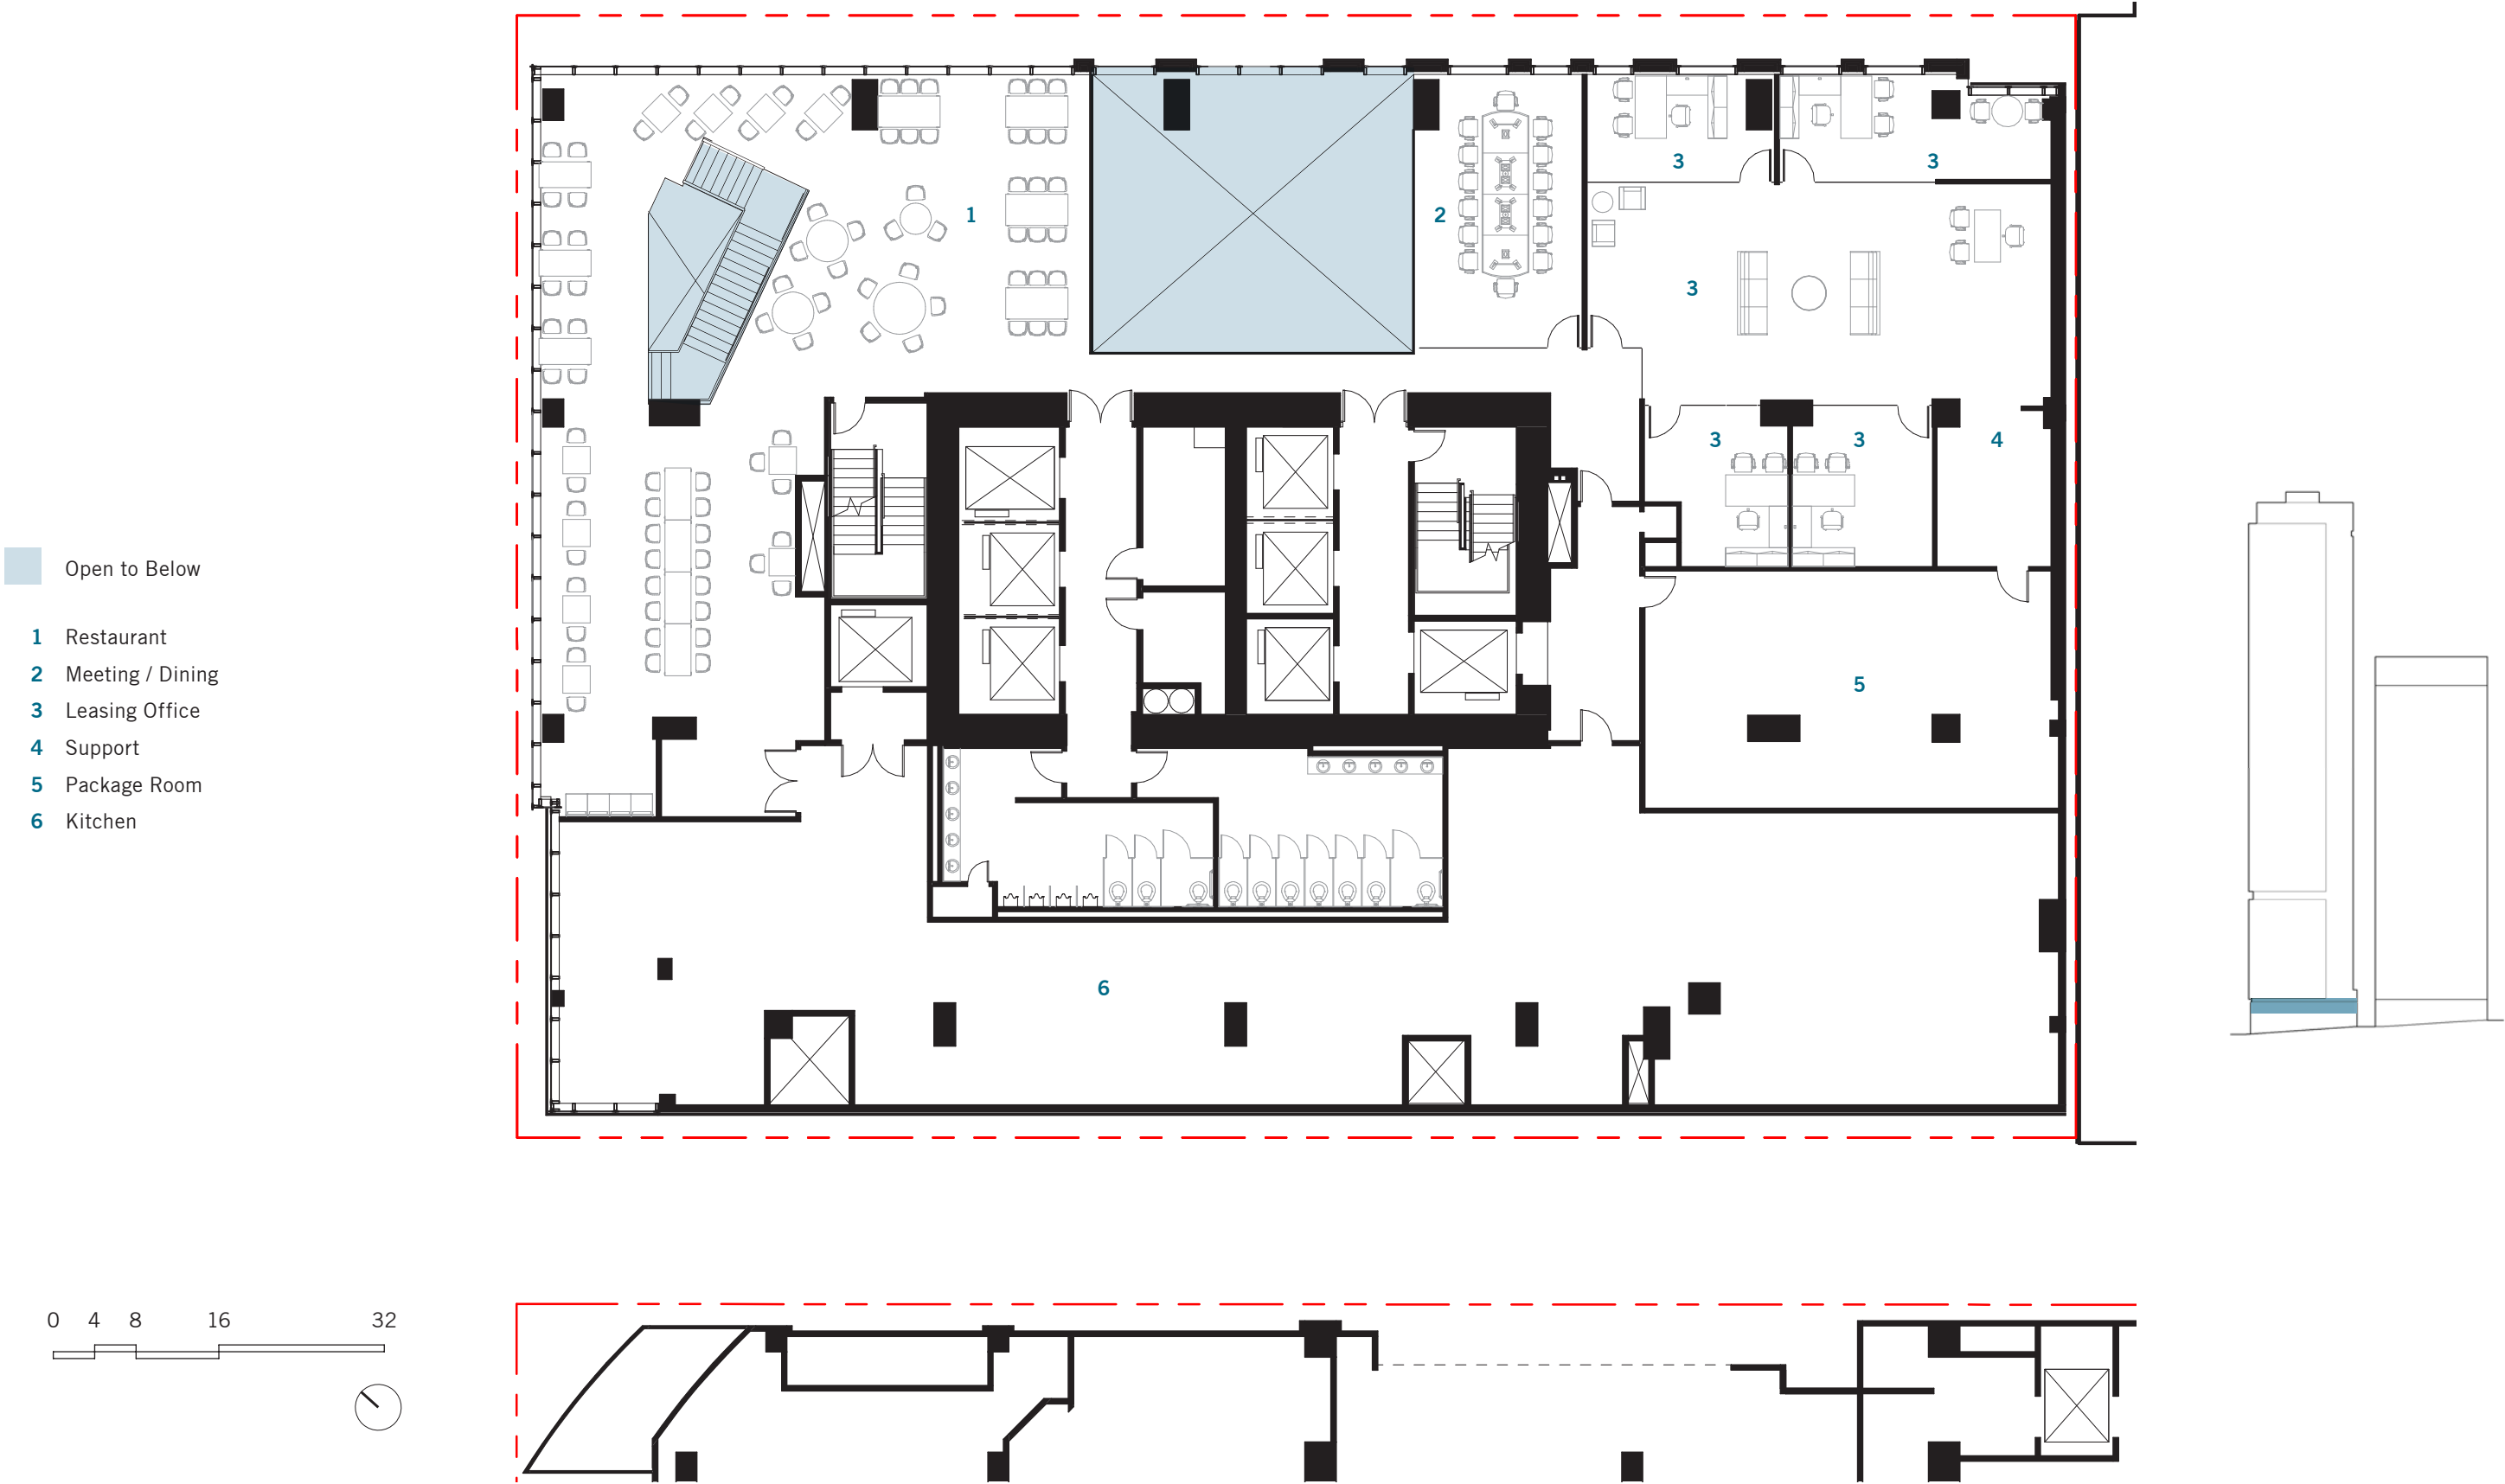 1
2
3
3
3
3
3
4
5
6
Open to Below
1 Restaurant
2 Meeting / Dining
3 Leasing Office
4 Support
5 Package Room
6 Kitchen
0 4 8 16 32